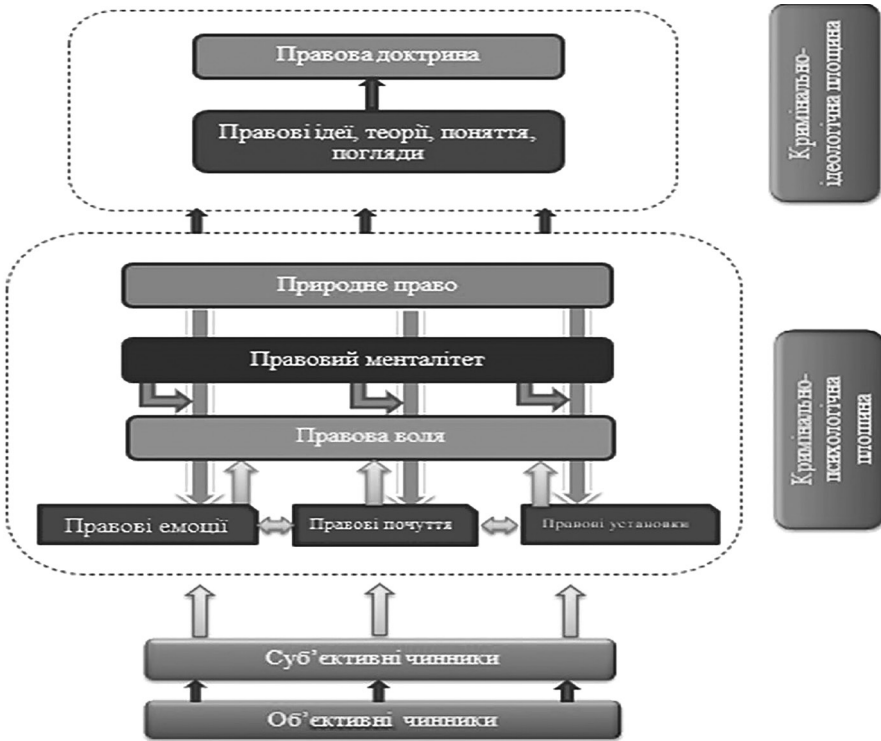 Правова доктрина
Правові ідеї, теорії, поняття,
погляди
Кримінально-
ідеологічна площина
Природне право
Правовий менталітет
Правова воля
Правові емоції
Правові почуття
Правові установки
Кримінально-
психологічна
площина
Суб’єктивні чинники
Об’єктивні чинники